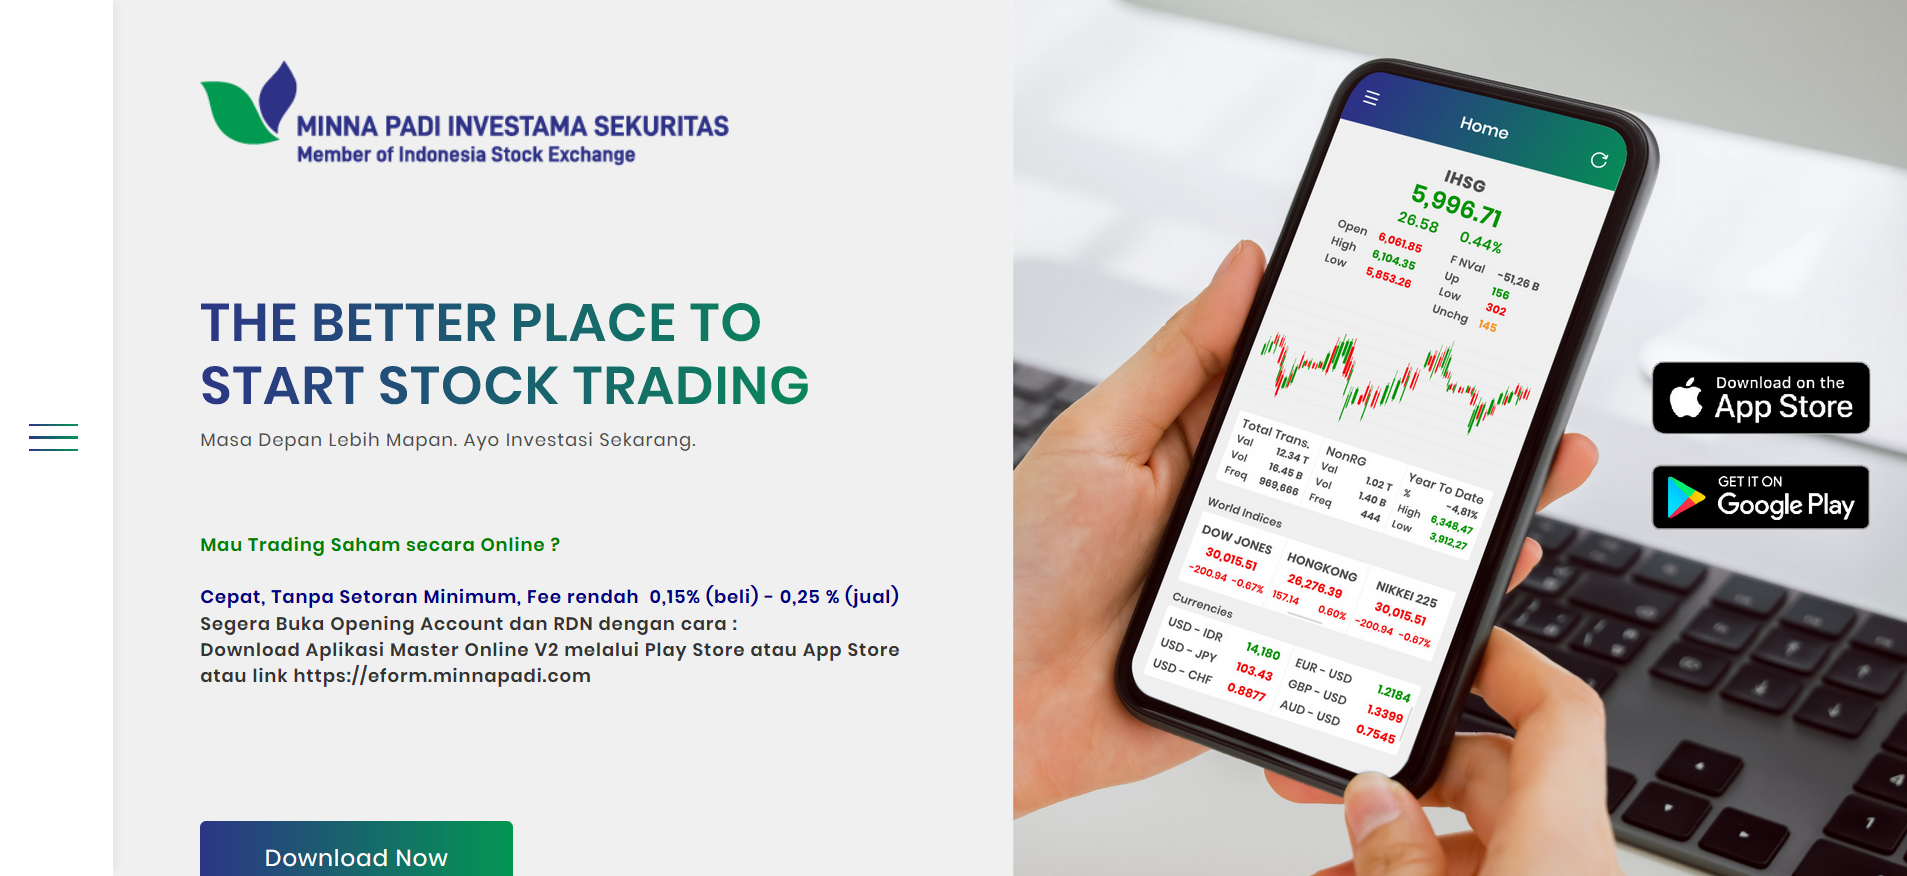 MINNA PADI INVESTAMA SEKURITAS
Member of Indonesia Stock Exchange
THE BETTER PLACE TO
START STOCK TRADING
Masa Depan Lebih Mapan. Ayo Investasi Sekarang.
Mau Trading Saham secara Online ?
Cepat, Tanpa Setoran Minimum, Fee rendah  0,15% (beli) - 0,25 % (jual)
Segera Buka Opening Account dan RDN dengan cara :
Download Aplikasi Master Online V2 melalui Play Store atau App Store
atau link https://eform.minnapadi.com
Download Now
Home
IHSG
5,996.71
26.58 0.44%
Open 6,061.85
High 6,104.35
Low 5,853.26
F NVal -51,26 B
Up 156
Low 302
Unchg 145
Total Trans.
Val 12.34 T
Vol 16.45 B
Freq 969,666
NonRG
Val 1.02 T
Vol 1.40 B
Freq 444
Year To Date
% -4,81%
High 6,348,47
Low 3,912,27
World Indices
DOW JONES
30,015.51
-200.94 -0.67%
HONGKONG
26,276.39
157.14 0.60%
NIKKEI 225
30,015.51
-200.94 -0.67%
Currencies
USD - IDR 14,180
USD - JPY 103.43
USD - CHF 0.8877
EUR - USD 1.2184
GBP - USD 1.3399
AUD - USD 0.7545
Download on the
App Store
GET IT ON
Google Play